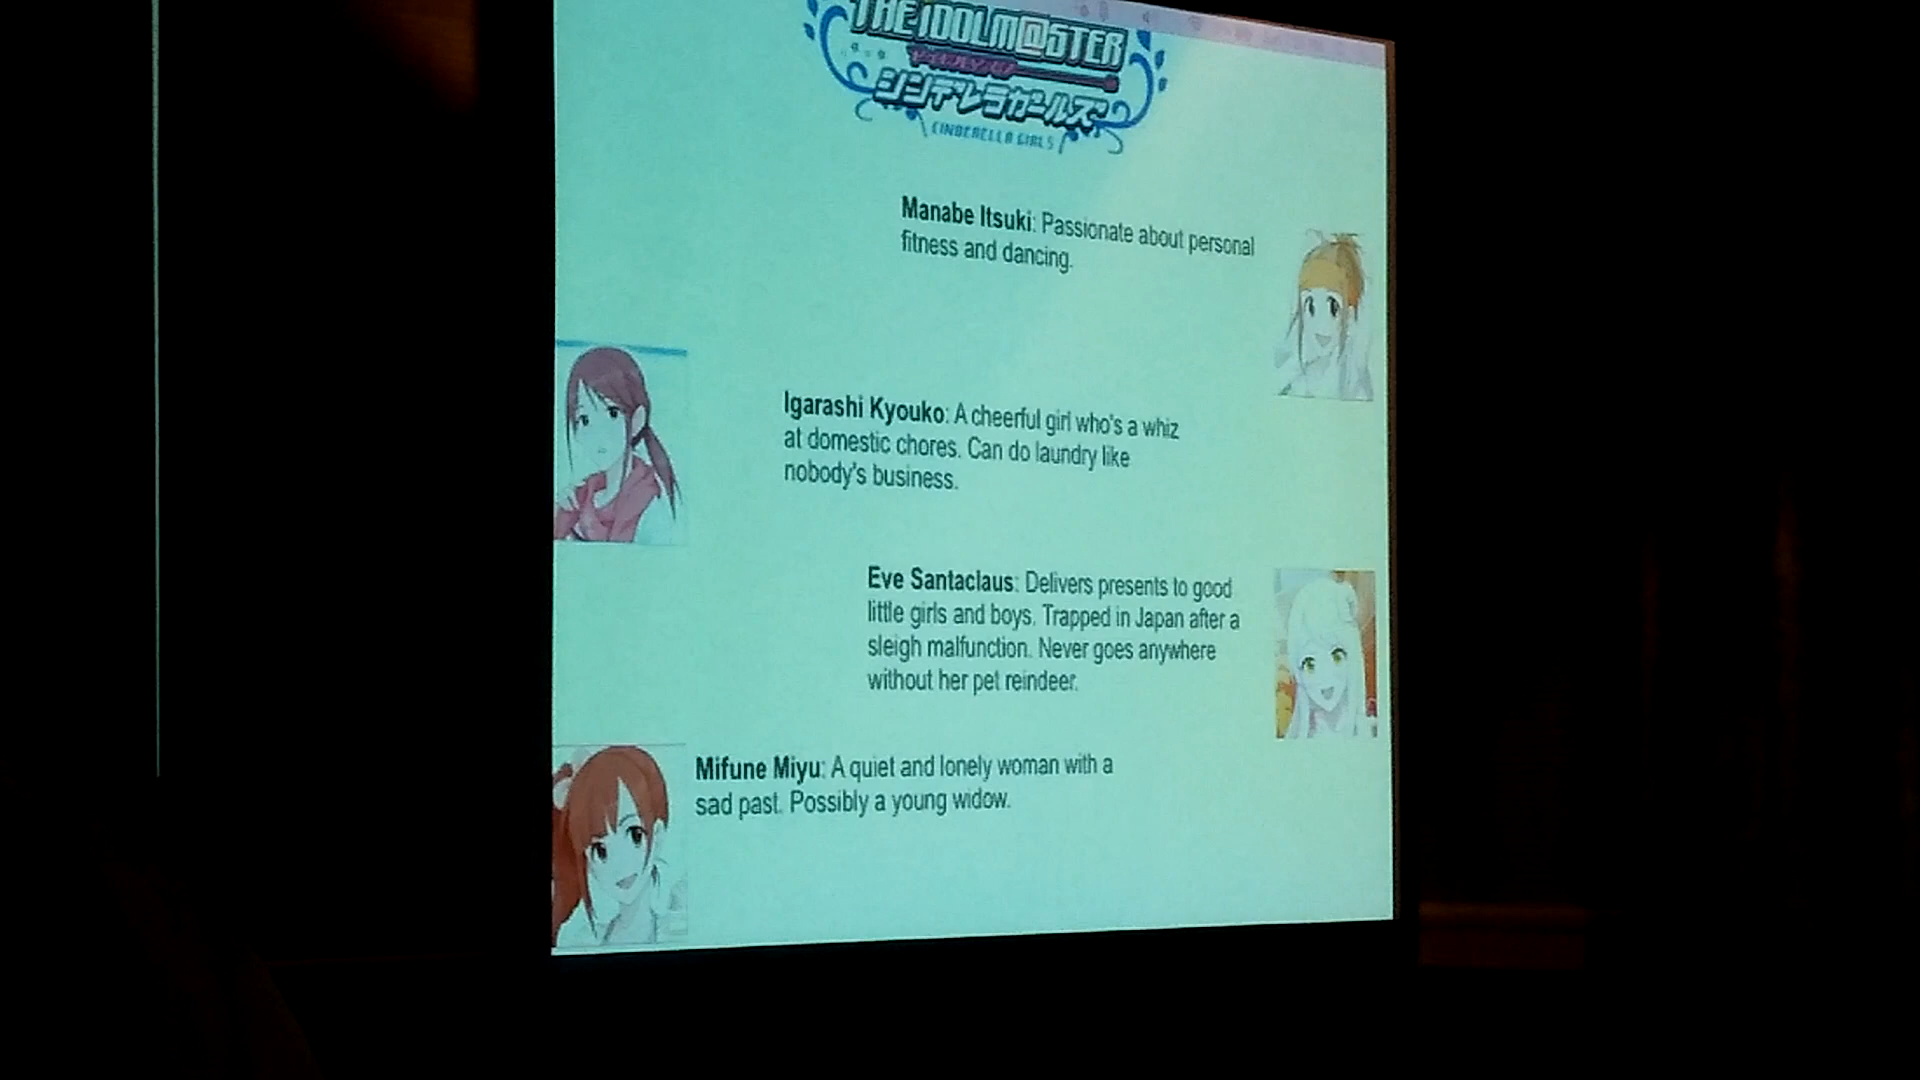 THE IDOLM@STER
シンデレラガールズ
CINDERELLA GIRLS
Manabe Itsuki: Passionate about personal
fitness and dancing.
Igarashi Kyouko: A cheerful girl who's a whiz
at domestic chores. Can do laundry like
nobody's business.
Eve Santaclaus: Delivers presents to good
little girls and boys. Trapped in Japan after a
sleigh malfunction. Never goes anywhere
without her pet reindeer.
Mifune Miyu: A quiet and lonely woman with a
sad past. Possibly a young widow.